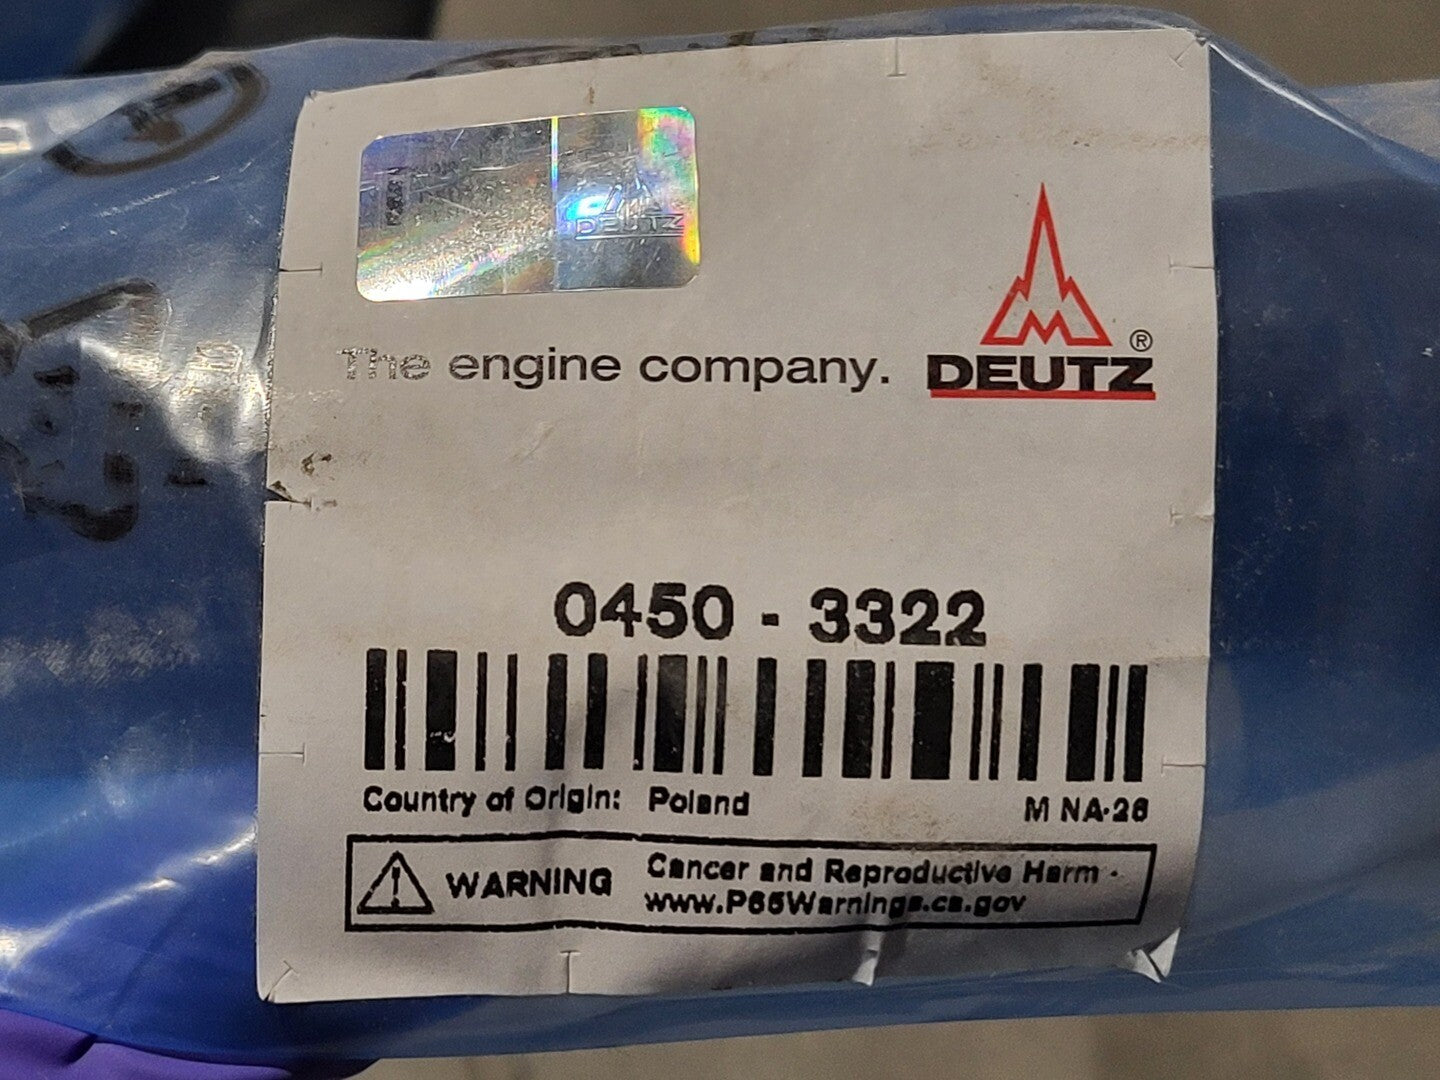 DEUTZ
The engine company.
DEUTZ ®
0450 - 3322
Country of Origin: Poland M NA-26
WARNING Cancer and Reproductive Harm -
www.P65Warnings.ca.gov